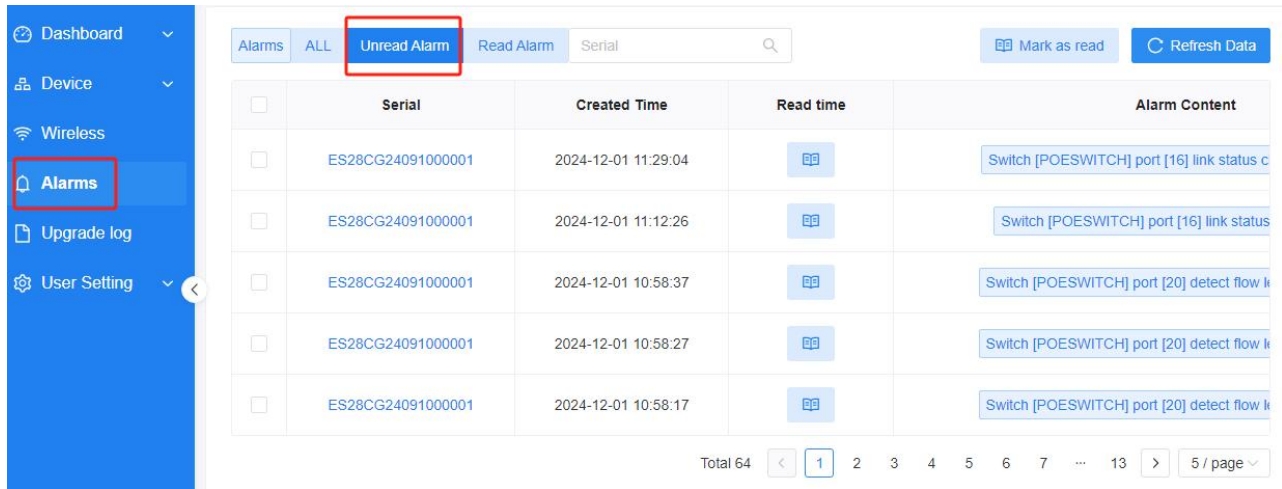 Dashboard
Device
Wireless
Alarms
Upgrade log
User Setting
Alarms ALL Unread Alarm Read Alarm Serial Mark as read Refresh Data
Serial Created Time Read time Alarm Content
ES28CG24091000001 2024-12-01 11:29:04 Switch [POESWITCH] port [16] link status c
ES28CG24091000001 2024-12-01 11:12:26 Switch [POESWITCH] port [16] link status
ES28CG24091000001 2024-12-01 10:58:37 Switch [POESWITCH] port [20] detect flow le
ES28CG24091000001 2024-12-01 10:58:27 Switch [POESWITCH] port [20] detect flow le
ES28CG24091000001 2024-12-01 10:58:17 Switch [POESWITCH] port [20] detect flow le
Total 64 < 1 2 3 4 5 6 7 ··· 13 > 5 / page